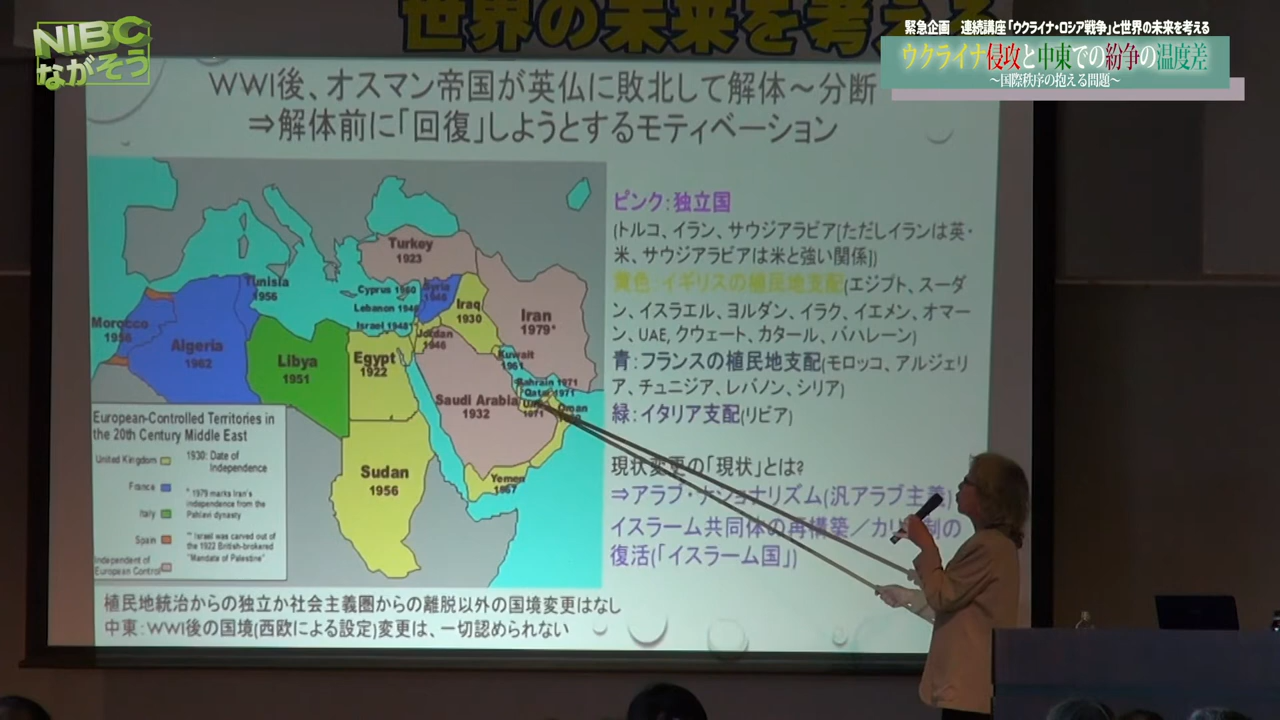 NIBC
ながそう
世界の未来を考える
緊急企画 連続講座「ウクライナ・ロシア戦争」と世界の未来を考える
ウクライナ侵攻と中東での紛争の温度差
～国際秩序の抱える問題～
WWI後、オスマン帝国が英仏に敗北して解体～分断
⇒解体前に「回復」しようとするモティベーション
Turkey
1923
Tunisia
1956
Cyprus 1960
Syria
1946
Lebanon 1946
Iraq
1930
Iran
1979*
Israel 1948**
Morocco
1956
Jordan
1946
Algeria
1962
Libya
1951
Egypt
1922
Kuwait
1961
Bahrain 1971
Qatar 1971
UAE
1971
Oman
Saudi Arabia
1932
Sudan
1956
Yemen
1967
European-Controlled Territories in
the 20th Century Middle East
United Kingdom
1930: Date of
Independence
France
* 1979 marks Iran's
independence from the
Pahlavi dynasty
Italy
Spain
** Israel was carved out of
the 1922 British-brokered
"Mandate of Palestine"
Independent of
European Control
ピンク：独立国
(トルコ、イラン、サウジアラビア[ただしイランは英・
米、サウジアラビアは米と強い関係])
黄色：イギリスの植民地支配(エジプト、スーダ
ン、イスラエル、ヨルダン、イラク、イエメン、オマー
ン、UAE, クウェート、カタール、バハレーン)
青：フランスの植民地支配(モロッコ、アルジェリ
ア、チュニジア、レバノン、シリア)
緑：イタリア支配(リビア)
現状変更の「現状」とは?
⇒アラブ・ナショナリズム(汎アラブ主義)
イスラーム共同体の再構築／カリフ制の
復活(「イスラーム国」)
植民地統治からの独立か社会主義圏からの離脱以外の国境変更はなし
中東：WWI後の国境(西欧による設定)変更は、一切認められない